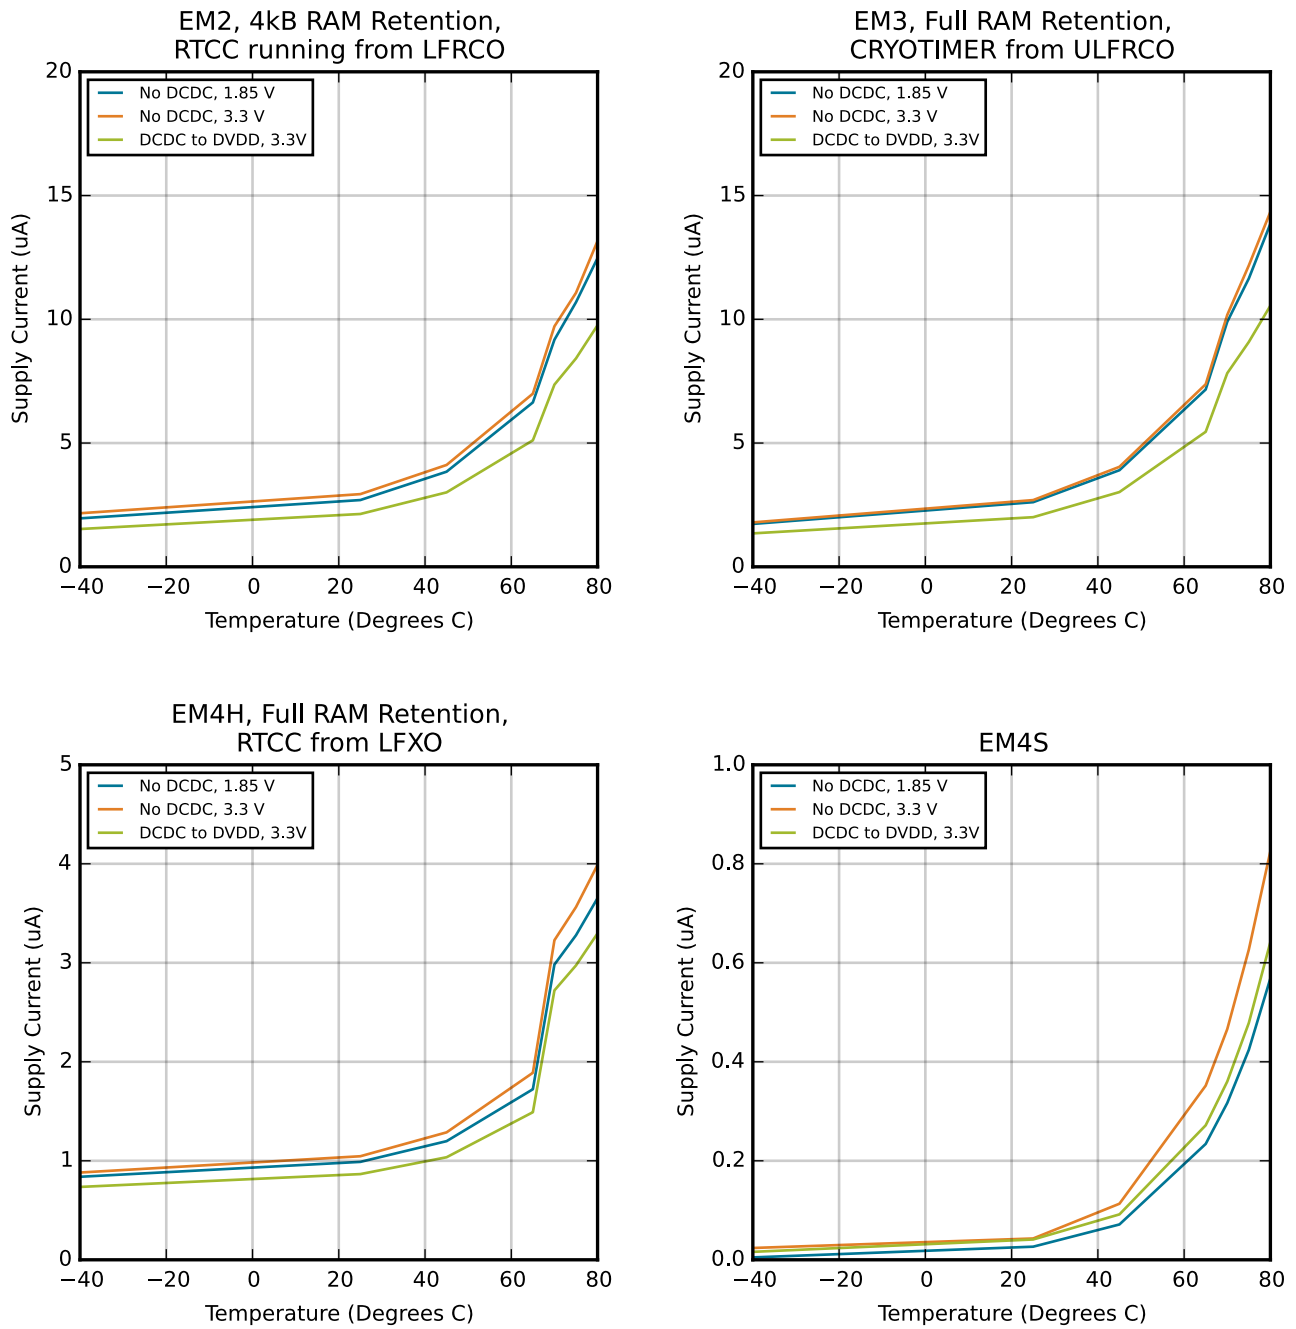 EM2, 4kB RAM Retention,
RTCC running from LFRCO
20
15
10
5
0
Supply Current (uA)
No DCDC, 1.85 V
No DCDC, 3.3 V
DCDC to DVDD, 3.3V
−40
−20
0
20
40
60
80
Temperature (Degrees C)
EM3, Full RAM Retention,
CRYOTIMER from ULFRCO
20
15
10
5
0
Supply Current (uA)
No DCDC, 1.85 V
No DCDC, 3.3 V
DCDC to DVDD, 3.3V
−40
−20
0
20
40
60
80
Temperature (Degrees C)
EM4H, Full RAM Retention,
RTCC from LFXO
5
4
3
2
1
0
Supply Current (uA)
No DCDC, 1.85 V
No DCDC, 3.3 V
DCDC to DVDD, 3.3V
−40
−20
0
20
40
60
80
Temperature (Degrees C)
EM4S
1.0
0.8
0.6
0.4
0.2
0.0
Supply Current (uA)
No DCDC, 1.85 V
No DCDC, 3.3 V
DCDC to DVDD, 3.3V
−40
−20
0
20
40
60
80
Temperature (Degrees C)